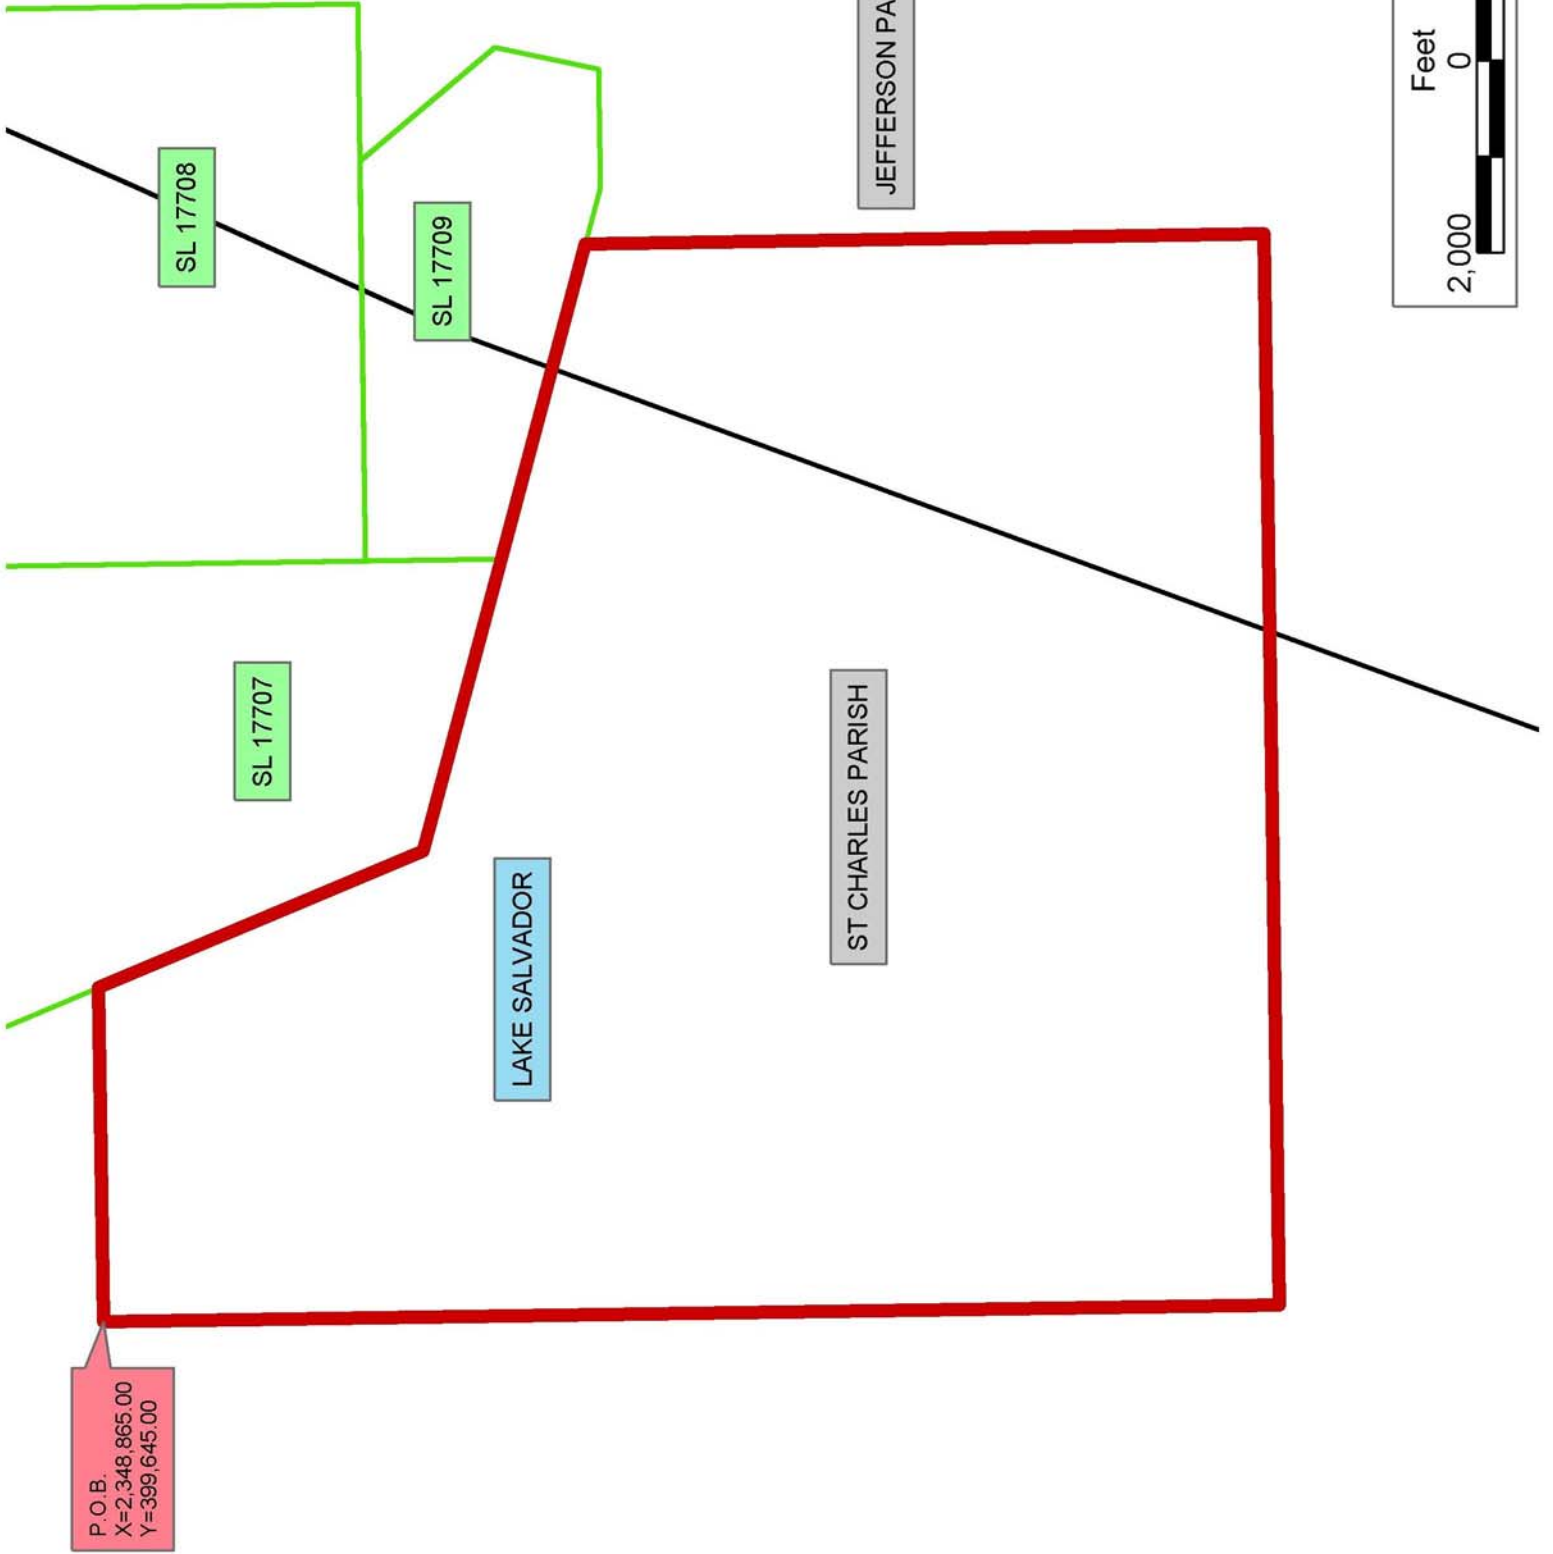 P.O.B.
X=2,348,865.00
Y=399,645.00
SL 17707
SL 17708
SL 17709
LAKE SALVADOR
ST CHARLES PARISH
JEFFERSON PA
Feet
2,000
0